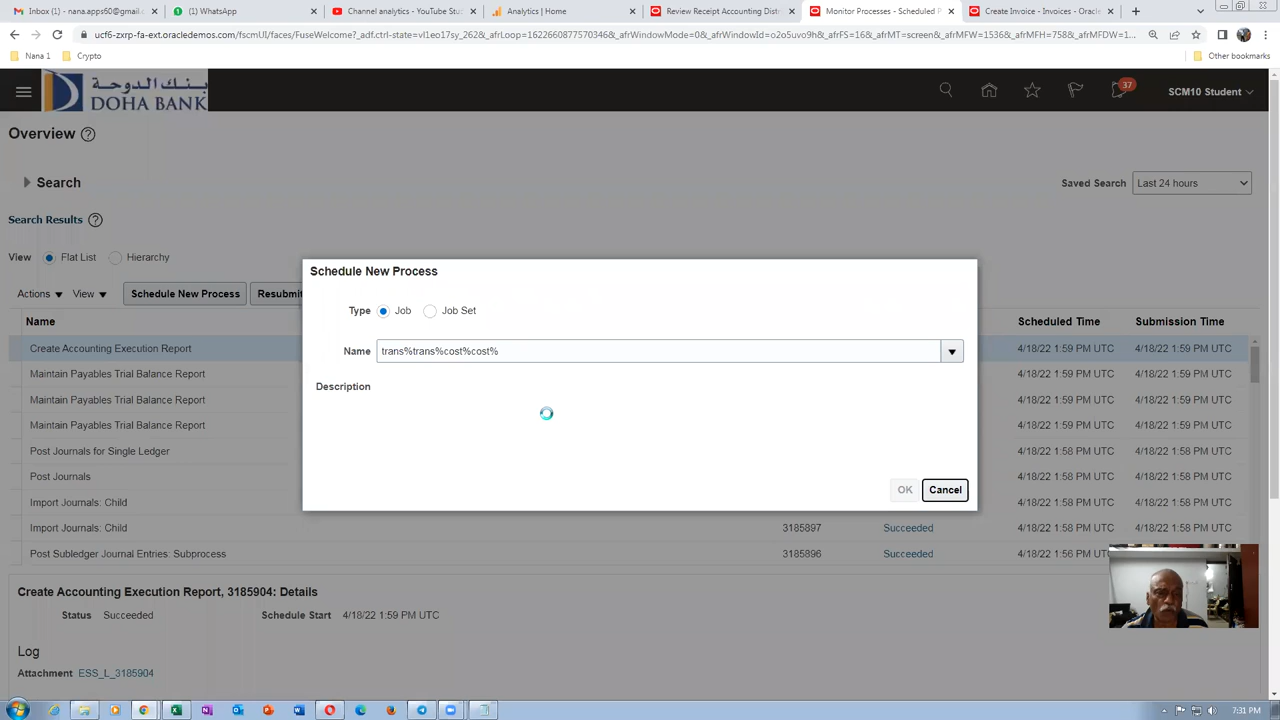 Inbox (1) - nana.apps60@gmail.c
(1) WhatsApp
Channel analytics - YouTube Stu
Analytics | Home
Review Receipt Accounting Distri
Monitor Processes - Scheduled P
Create Invoice - Invoices - Oracle
ucf6-zxrp-fa-ext.oracledemos.com/fscmUI/faces/FuseWelcome?_adf.ctrl-state=vl1eo17sy_262&_afrLoop=16226608770570346&_afrWindowMode=0&_afrWindowId=o2o5uvo9h&_afrFS=16&_afrMT=screen&_afrMFW=1536&_afrMFH=758&_afrMFDW=1...
Nana 1
Crypto
Other bookmarks
بنك الدوحة
DOHA BANK
37
SCM10 Student
Overview
Search
Saved Search
Last 24 hours
Search Results
View
Flat List
Hierarchy
Actions
View
Schedule New Process
Resubmit
Name
Scheduled Time
Submission Time
Create Accounting Execution Report
4/18/22 1:59 PM UTC
4/18/22 1:59 PM UTC
Maintain Payables Trial Balance Report
4/18/22 1:59 PM UTC
4/18/22 1:59 PM UTC
Maintain Payables Trial Balance Report
4/18/22 1:59 PM UTC
4/18/22 1:59 PM UTC
Maintain Payables Trial Balance Report
4/18/22 1:59 PM UTC
4/18/22 1:59 PM UTC
Post Journals for Single Ledger
4/18/22 1:58 PM UTC
4/18/22 1:58 PM UTC
Post Journals
4/18/22 1:58 PM UTC
4/18/22 1:58 PM UTC
Import Journals: Child
4/18/22 1:58 PM UTC
4/18/22 1:58 PM UTC
Import Journals: Child
3185897
Succeeded
4/18/22 1:58 PM UTC
4/18/22 1:58 PM UTC
Post Subledger Journal Entries: Subprocess
3185896
Succeeded
4/18/22 1:56 PM UTC
4/18/22 1:56 PM UTC
Schedule New Process
Type
Job
Job Set
Name
trans%trans%cost%cost%
Description
OK
Cancel
Create Accounting Execution Report, 3185904: Details
Status
Succeeded
Schedule Start
4/18/22 1:59 PM UTC
Log
Attachment
ESS_L_3185904
7:31 PM